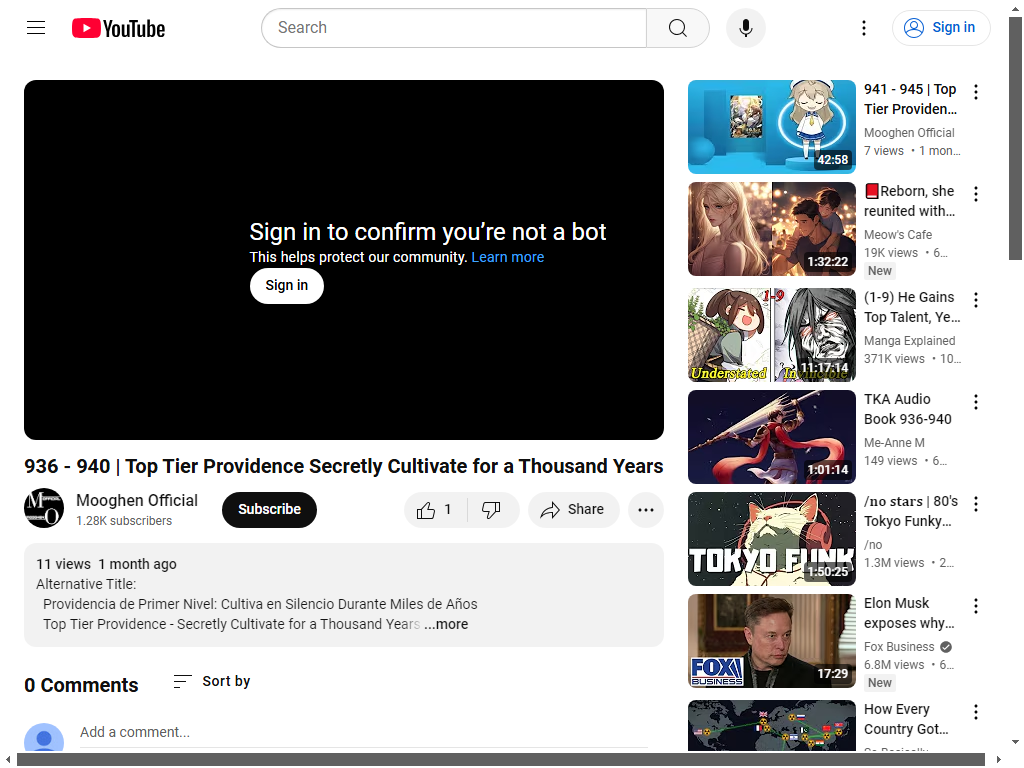 YouTube
Search
Sign in
Sign in to confirm you’re not a bot
This helps protect our community. Learn more
Sign in
936 - 940 | Top Tier Providence Secretly Cultivate for a Thousand Years
Mooghen Official
1.28K subscribers
Subscribe
1
Share
11 views 1 month ago
Alternative Title:
Providencia de Primer Nivel: Cultiva en Silencio Durante Miles de Años
Top Tier Providence - Secretly Cultivate for a Thousand Years ...more
0 Comments
Sort by
Add a comment...
42:58
941 - 945 | Top
Tier Providen...
Mooghen Official
7 views • 1 mon...
1:32:22
Reborn, she
reunited with...
Meow's Cafe
19K views • 6...
New
1-9
Understated
Invincible
11:17:14
(1-9) He Gains
Top Talent, Ye...
Manga Explained
371K views • 10...
1:01:14
TKA Audio
Book 936-940
Me-Anne M
149 views • 6...
TOKYO FUNK
1:50:25
/no stars | 80's
Tokyo Funky...
/no
1.3M views • 2...
FOX
BUSINESS
17:29
Elon Musk
exposes why...
Fox Business
6.8M views • 6...
New
How Every
Country Got...